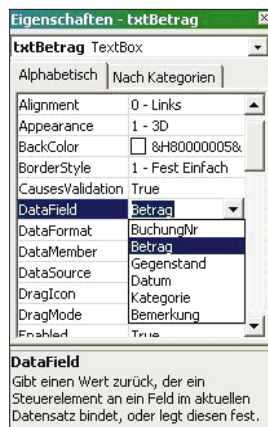 Eigenschaften - txtBetrag
txtBetrag TextBox
Alphabetisch Nach Kategorien
Alignment 0 - Links
Appearance 1 - 3D
BackColor &H80000005&
BorderStyle 1 - Fest Einfach
CausesValidation True
DataField Betrag
DataFormat BuchungNr
DataMember Betrag
DataSource Gegenstand
DragIcon Datum
DragMode Kategorie
Bemerkung
Enabled True
DataField
Gibt einen Wert zurück, der ein
Steuerelement an ein Feld im aktuellen
Datensatz bindet, oder legt diesen fest.